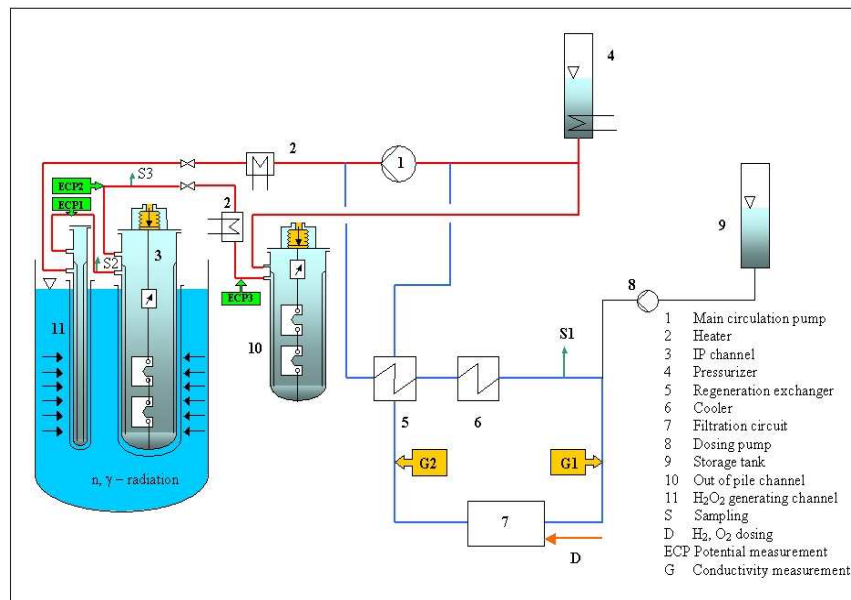 4
2
1
S3
ECP2
ECP1
2
3
9
S2
ECP3
8
11
10
S1
5
6
G2
G1
n, γ – radiation
7
D
1 Main circulation pump
2 Heater
3 IP channel
4 Pressurizer
5 Regeneration exchanger
6 Cooler
7 Filtration circuit
8 Dosing pump
9 Storage tank
10 Out of pile channel
11 H₂O₂ generating channel
S Sampling
D H₂, O₂ dosing
ECP Potential measurement
G Conductivity measurement